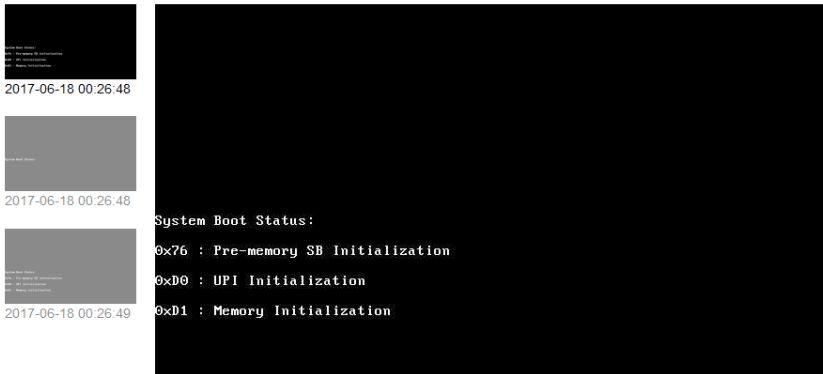 2017-06-18 00:26:48
2017-06-18 00:26:48
2017-06-18 00:26:49
System Boot Status:
0x76 : Pre-memory SB Initialization
0xD0 : UPI Initialization
0xD1 : Memory Initialization